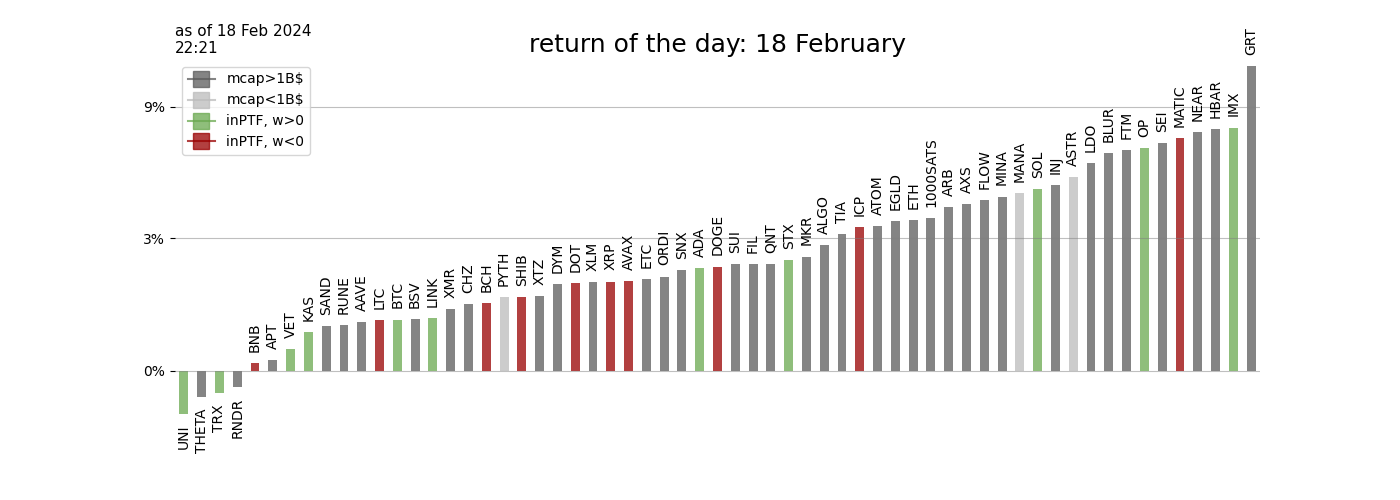 as of 18 Feb 2024
22:21
return of the day: 18 February
mcap>1B$
mcap<1B$
inPTF, w>0
inPTF, w<0
9%
3%
0%
UNI
THETA
TRX
RNDR
BNB
APT
VET
KAS
SAND
RUNE
AAVE
LTC
BTC
BSV
LINK
XMR
CHZ
BCH
PYTH
SHIB
XTZ
DYM
DOT
XLM
XRP
AVAX
ETC
ORDI
SNX
ADA
DOGE
SUI
FIL
QNT
STX
MKR
ALGO
TIA
ICP
ATOM
EGLD
ETH
1000SATS
ARB
AXS
FLOW
MINA
MANA
SOL
INJ
ASTR
LDO
BLUR
FTM
OP
SEI
MATIC
NEAR
HBAR
IMX
GRT